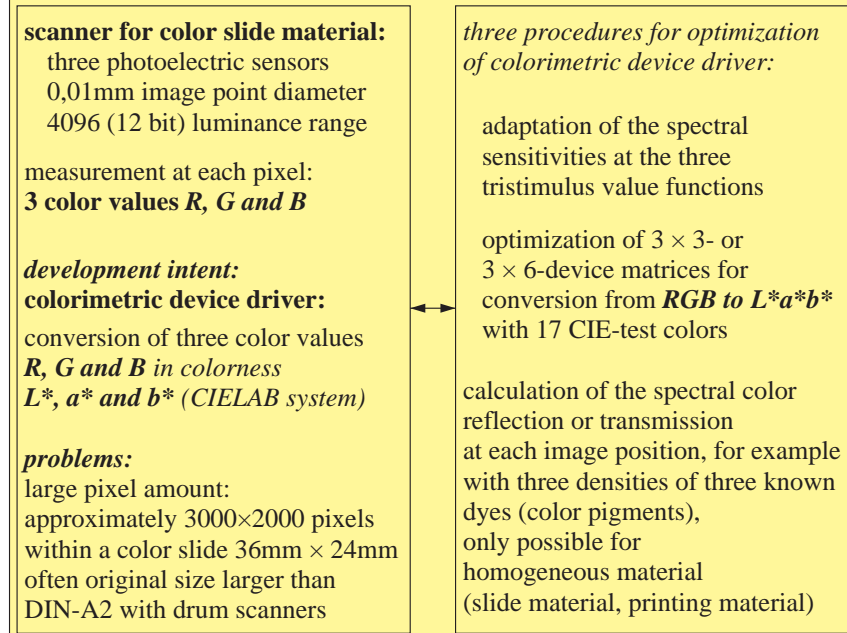 scanner for color slide material:
three photoelectric sensors
0,01mm image point diameter
4096 (12 bit) luminance range
measurement at each pixel:
3 color values R, G and B
development intent:
colorimetric device driver:
conversion of three color values
R, G and B in colorness
L*, a* and b* (CIELAB system)
problems:
large pixel amount:
approximately 3000×2000 pixels
within a color slide 36mm × 24mm
often original size larger than
DIN-A2 with drum scanners
three procedures for optimization
of colorimetric device driver:
adaptation of the spectral
sensitivities at the three
tristimulus value functions
optimization of 3 × 3- or
3 × 6-device matrices for
conversion from RGB to L*a*b*
with 17 CIE-test colors
calculation of the spectral color
reflection or transmission
at each image position, for example
with three densities of three known
dyes (color pigments),
only possible for
homogeneous material
(slide material, printing material)